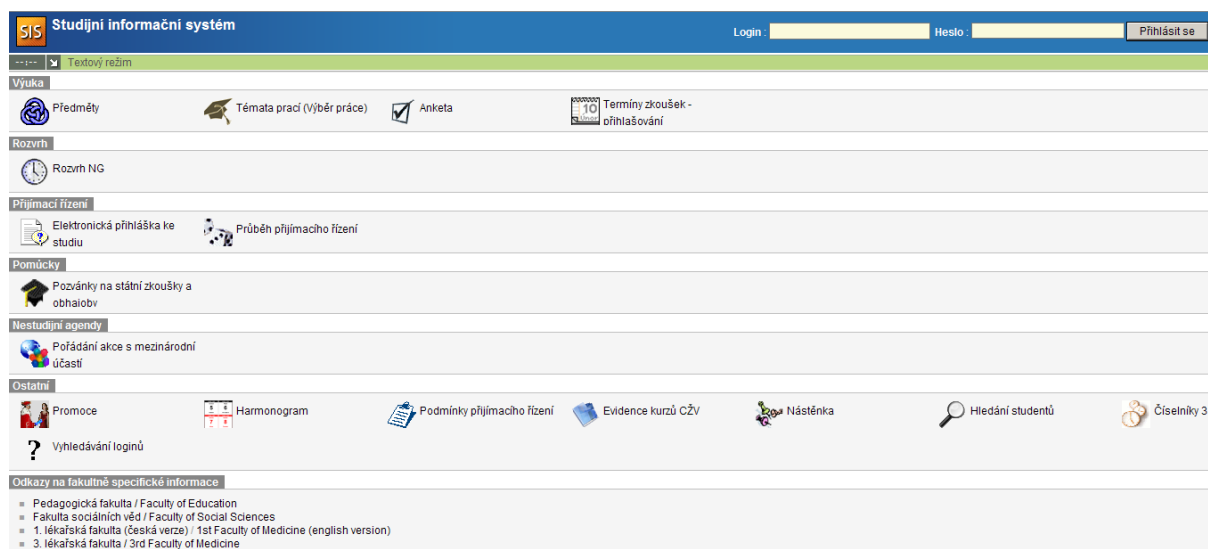 SIS Studijní informační systém Login : Heslo : Přihlásit se
--:-- Textový režim
Výuka
Předměty Témata prací (Výběr práce) Anketa 10 Únor Termíny zkoušek -
přihlašování
Rozvrh
Rozvrh NG
Přijímací řízení
Elektronická přihláška ke
studiu Průběh přijímacího řízení
Pomůcky
Pozvánky na státní zkoušky a
obhajoby
Nestudijní agendy
Pořádání akce s mezinárodní
účastí
Ostatní
Promoce Harmonogram Podmínky přijímacího řízení Evidence kurzů CŽV Nástěnka Hledání studentů Číselníky 3
? Vyhledávání loginů
Odkazy na fakultně specifické informace
Pedagogická fakulta / Faculty of Education
Fakulta sociálních věd / Faculty of Social Sciences
1. lékařská fakulta (česká verze) / 1st Faculty of Medicine (english version)
3. lékařská fakulta / 3rd Faculty of Medicine